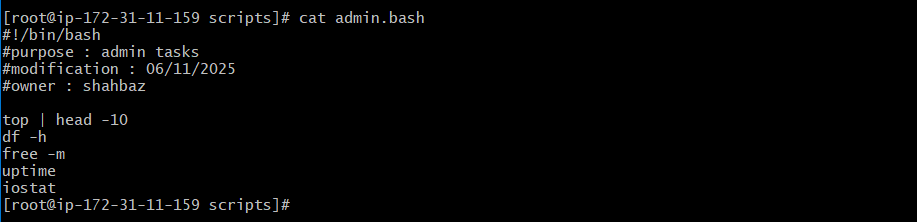 [root@ip-172-31-11-159 scripts]# cat admin.bash
#!/bin/bash
#purpose : admin tasks
#modification : 06/11/2025
#owner : shahbaz

top | head -10
df -h
free -m
uptime
iostat
[root@ip-172-31-11-159 scripts]#